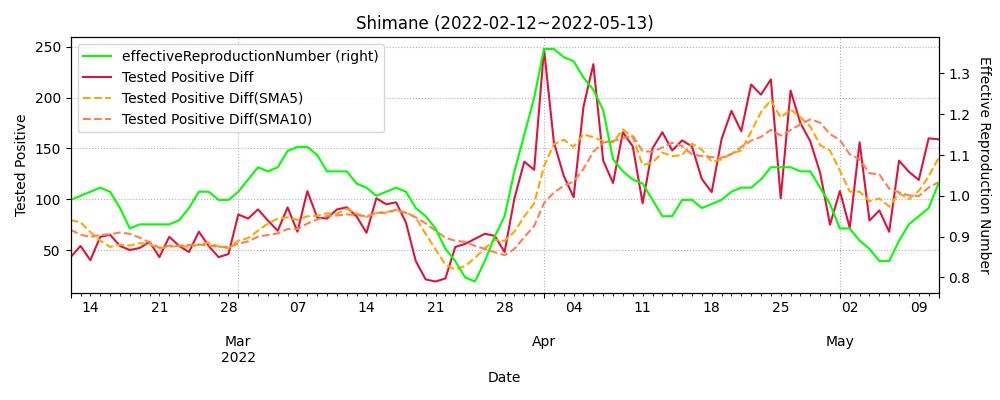 Shimane (2022-02-12~2022-05-13)
effectiveReproductionNumber (right)
Tested Positive Diff
Tested Positive Diff(SMA5)
Tested Positive Diff(SMA10)
Tested Positive
250
200
150
100
50
Effective Reproduction Number
1.3
1.2
1.1
1.0
0.9
0.8
14 21 28 07 14 21 28 04 11 18 25 02 09
Mar Apr May
2022
Date